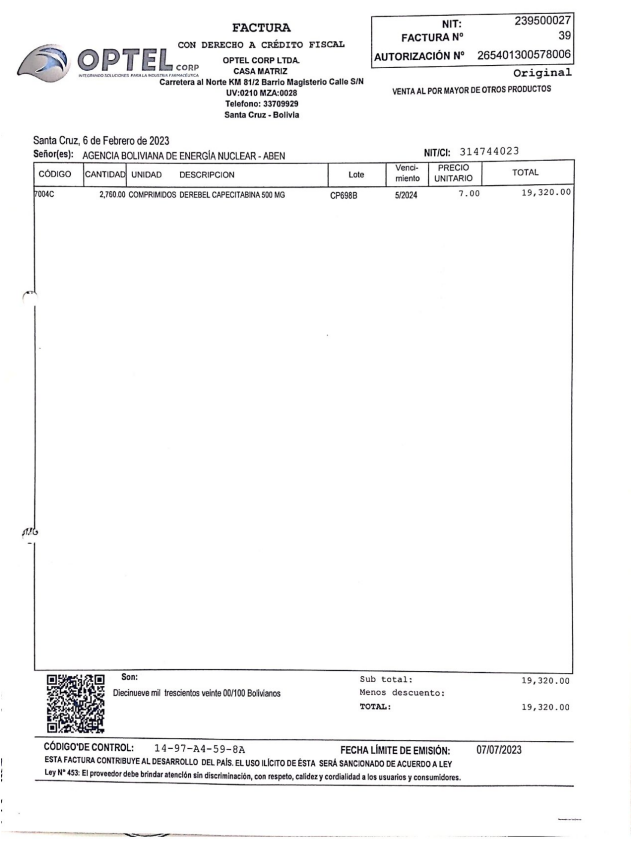 FACTURA
CON DERECHO A CRÉDITO FISCAL
OPTEL CORP
INTEGRANDO SOLUCIONES PARA LA INDUSTRIA FARMACÉUTICA
OPTEL CORP LTDA.
CASA MATRIZ
Carretera al Norte KM 81/2 Barrio Magisterio Calle S/N
UV:0210 MZA:0028
Telefono: 33709929
Santa Cruz - Bolivia
NIT: 239500027
FACTURA Nº 39
AUTORIZACIÓN Nº 265401300578006
Original
VENTA AL POR MAYOR DE OTROS PRODUCTOS
Santa Cruz, 6 de Febrero de 2023
Señor(es): AGENCIA BOLIVIANA DE ENERGÍA NUCLEAR - ABEN NIT/CI: 314744023
CÓDIGO CANTIDAD UNIDAD DESCRIPCION Lote Venci-miento PRECIO UNITARIO TOTAL
7004C 2,760.00 COMPRIMIDOS DEREBEL CAPECITABINA 500 MG CP698B 5/2024 7.00 19,320.00
Son:
Diecinueve mil trescientos veinte 00/100 Bolivianos
Sub total: 19,320.00
Menos descuento:
TOTAL: 19,320.00
CÓDIGO DE CONTROL: 14-97-A4-59-8A FECHA LÍMITE DE EMISIÓN: 07/07/2023
ESTA FACTURA CONTRIBUYE AL DESARROLLO DEL PAÍS. EL USO ILÍCITO DE ÉSTA SERÁ SANCIONADO DE ACUERDO A LEY
Ley Nº 453: El proveedor debe brindar atención sin discriminación, con respeto, calidez y cordialidad a los usuarios y consumidores.